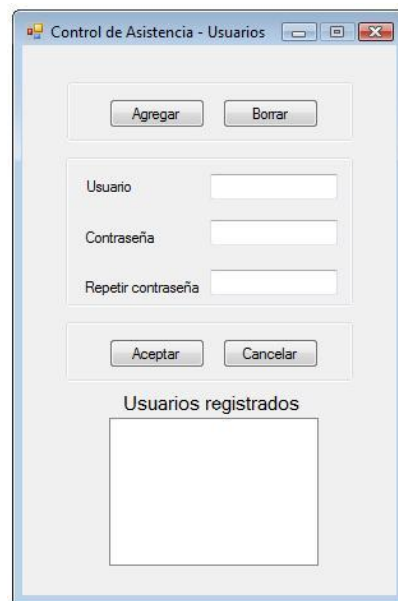 Control de Asistencia - Usuarios
Agregar Borrar
Usuario
Contraseña
Repetir contraseña
Aceptar Cancelar
Usuarios registrados